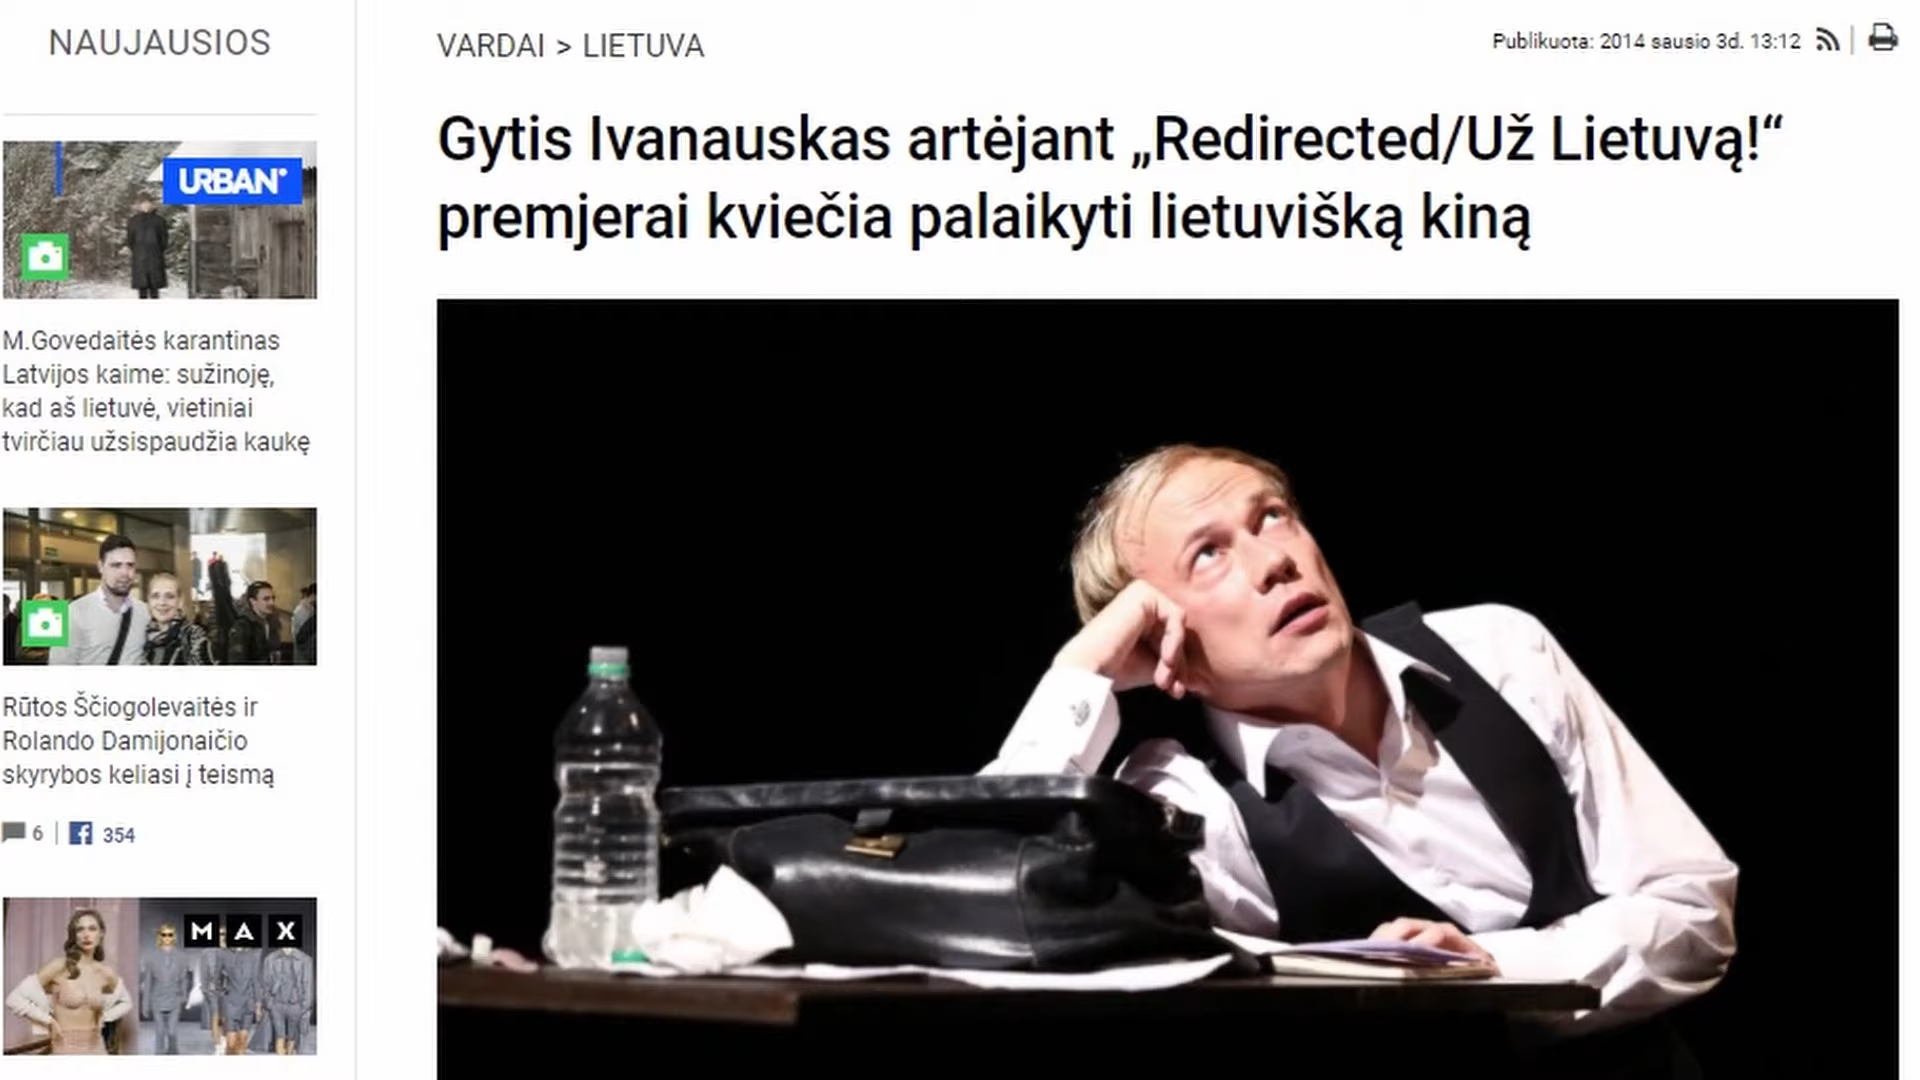 NAUJAUSIOS
URBAN
M.Govedaitės karantinas
Latvijos kaime: sužinoję,
kad aš lietuvė, vietiniai
tvirčiau užsispaudžia kaukę
Rūtos Ščiogolevaitės ir
Rolando Damijonaičio
skyrybos keliasi į teismą
6 | 354
MAX
VARDAI > LIETUVA
Publikuota: 2014 sausio 3d. 13:12
Gytis Ivanauskas artėjant „Redirected/Už Lietuvą!“
premjerai kviečia palaikyti lietuvišką kiną